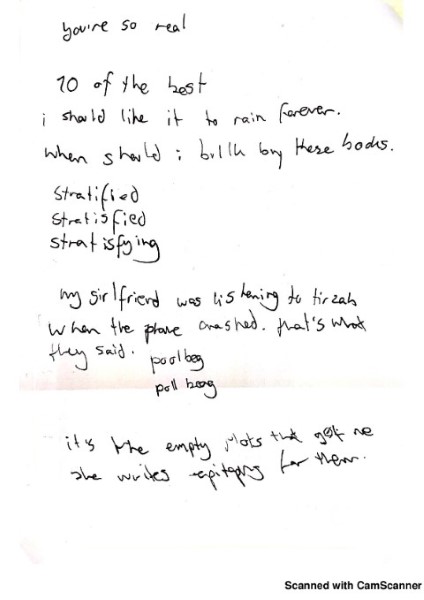 you're so real
10 of the best
i should like it to rain forever.
when should i bulk buy these books.
stratified
stratisfied
stratisfying
my girlfriend was listening to tirzah
when the plane crashed. that's what
they said. poolbeg
poll beg
it's the empty plots that get me
she writes epitaphs for them.
Scanned with CamScanner